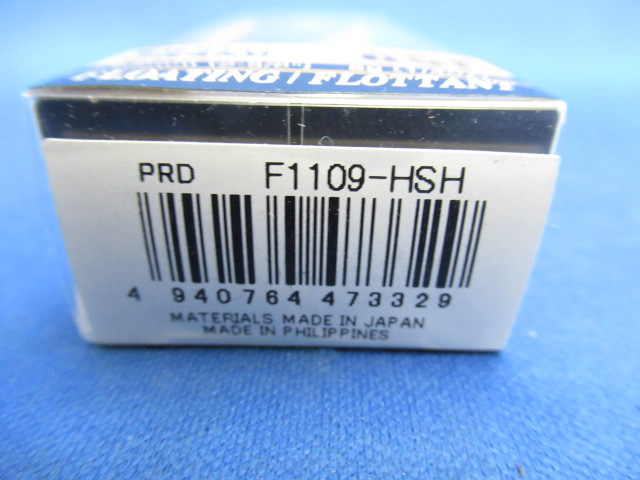 FLOATING / FLOTTANT
PRD F1109-HSH
4 940764 473329
MATERIALS MADE IN JAPAN
MADE IN PHILIPPINES